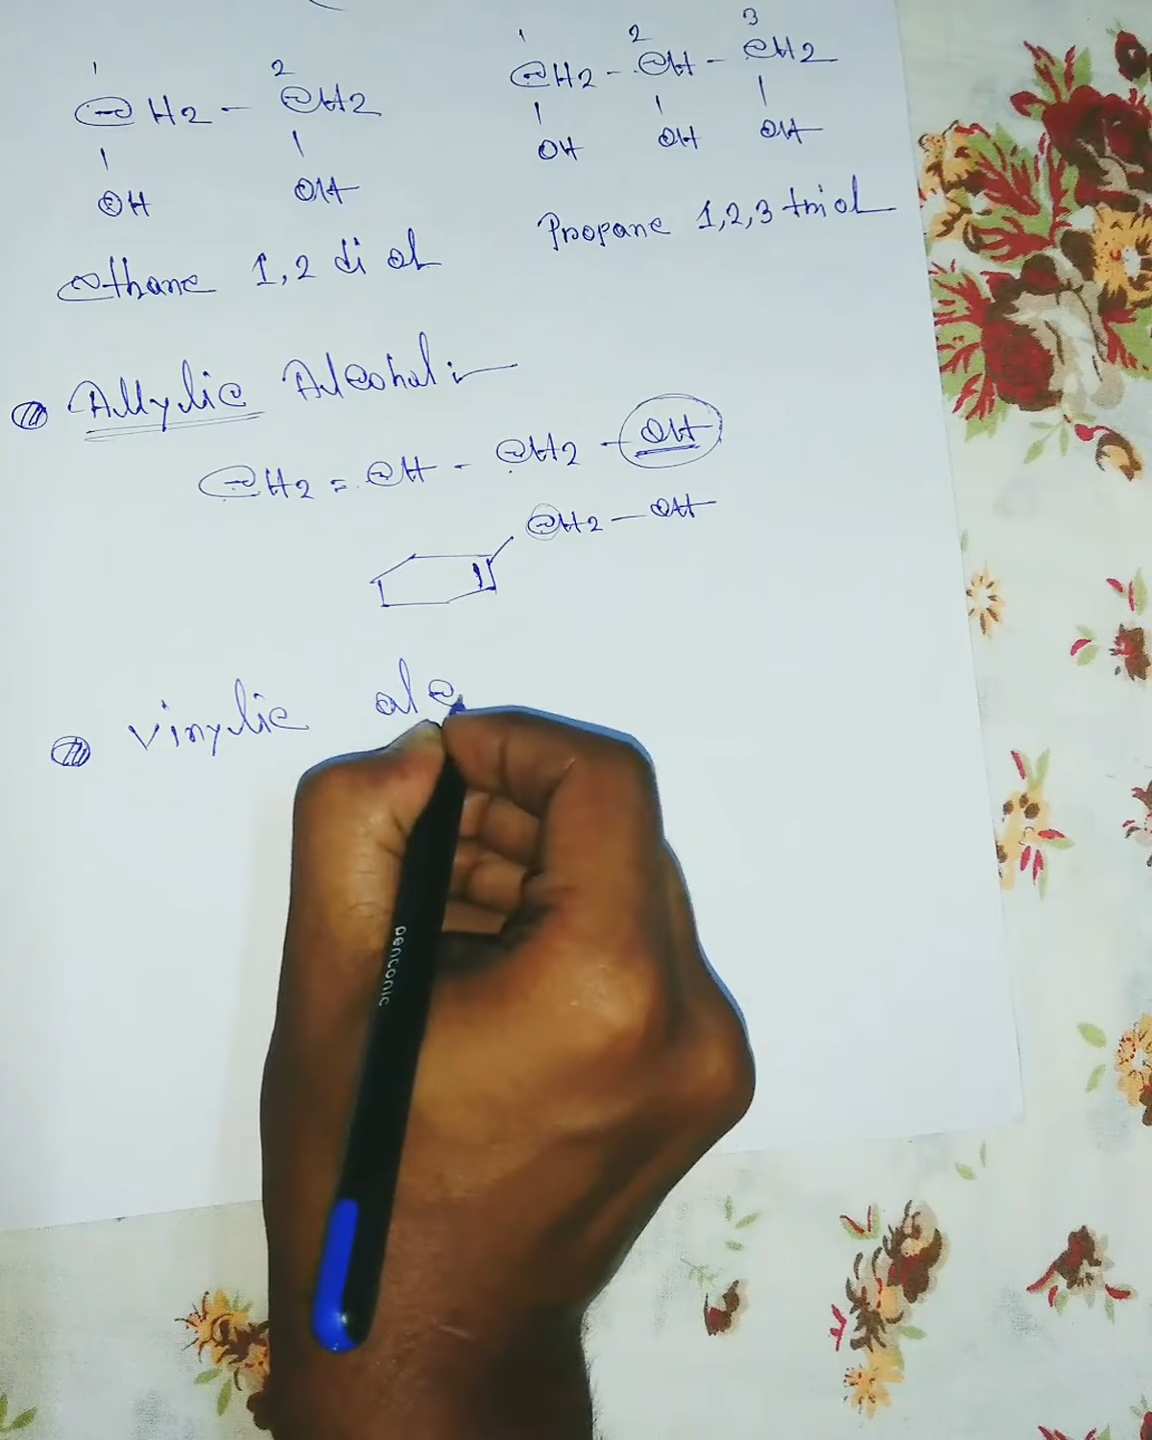 1 2
CH2 - CH2
OH OH
ethane 1,2 di ol
1 2 3
CH2 - CH - CH2
OH OH OH
Propane 1,2,3 triol
Allylic Alcohol :-
CH2 = CH - CH2 - OH
CH2 - OH
Vinylic alc
penconic